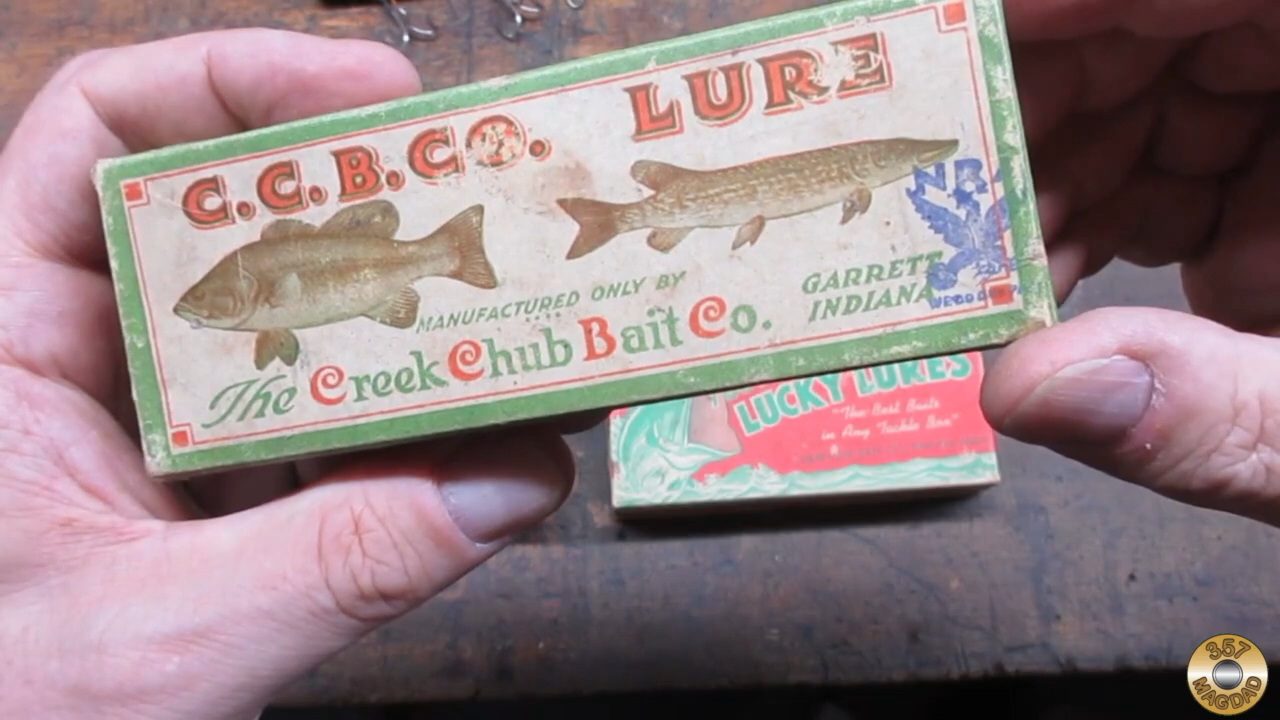 C.C.B.CO. LURE
NR
MANUFACTURED ONLY BY
GARRETT
INDIANA
The Creek Chub Bait Co.
LUCKY LURES
"The Best Baits
in Any Tackle Box"
357
MAGDAD